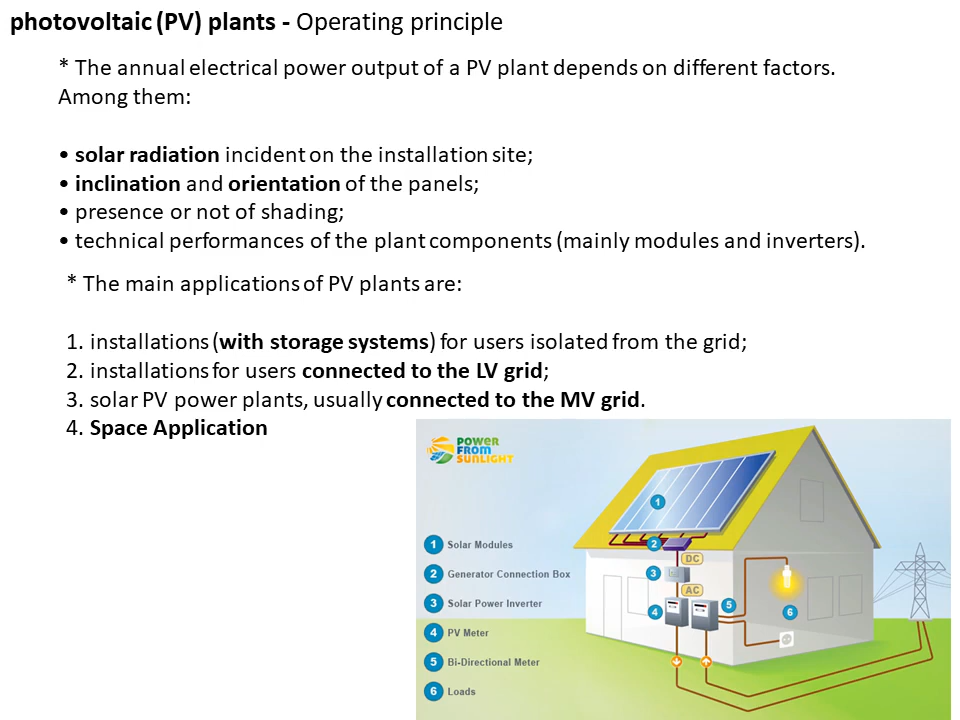 photovoltaic (PV) plants - Operating principle
* The annual electrical power output of a PV plant depends on different factors.
Among them:
• solar radiation incident on the installation site;
• inclination and orientation of the panels;
• presence or not of shading;
• technical performances of the plant components (mainly modules and inverters).
* The main applications of PV plants are:
1. installations (with storage systems) for users isolated from the grid;
2. installations for users connected to the LV grid;
3. solar PV power plants, usually connected to the MV grid.
4. Space Application
POWER
FROM
SUNLIGHT
1 Solar Modules
2 Generator Connection Box
3 Solar Power Inverter
4 PV Meter
5 Bi-Directional Meter
6 Loads
1
2
DC
3
AC
4
5
6